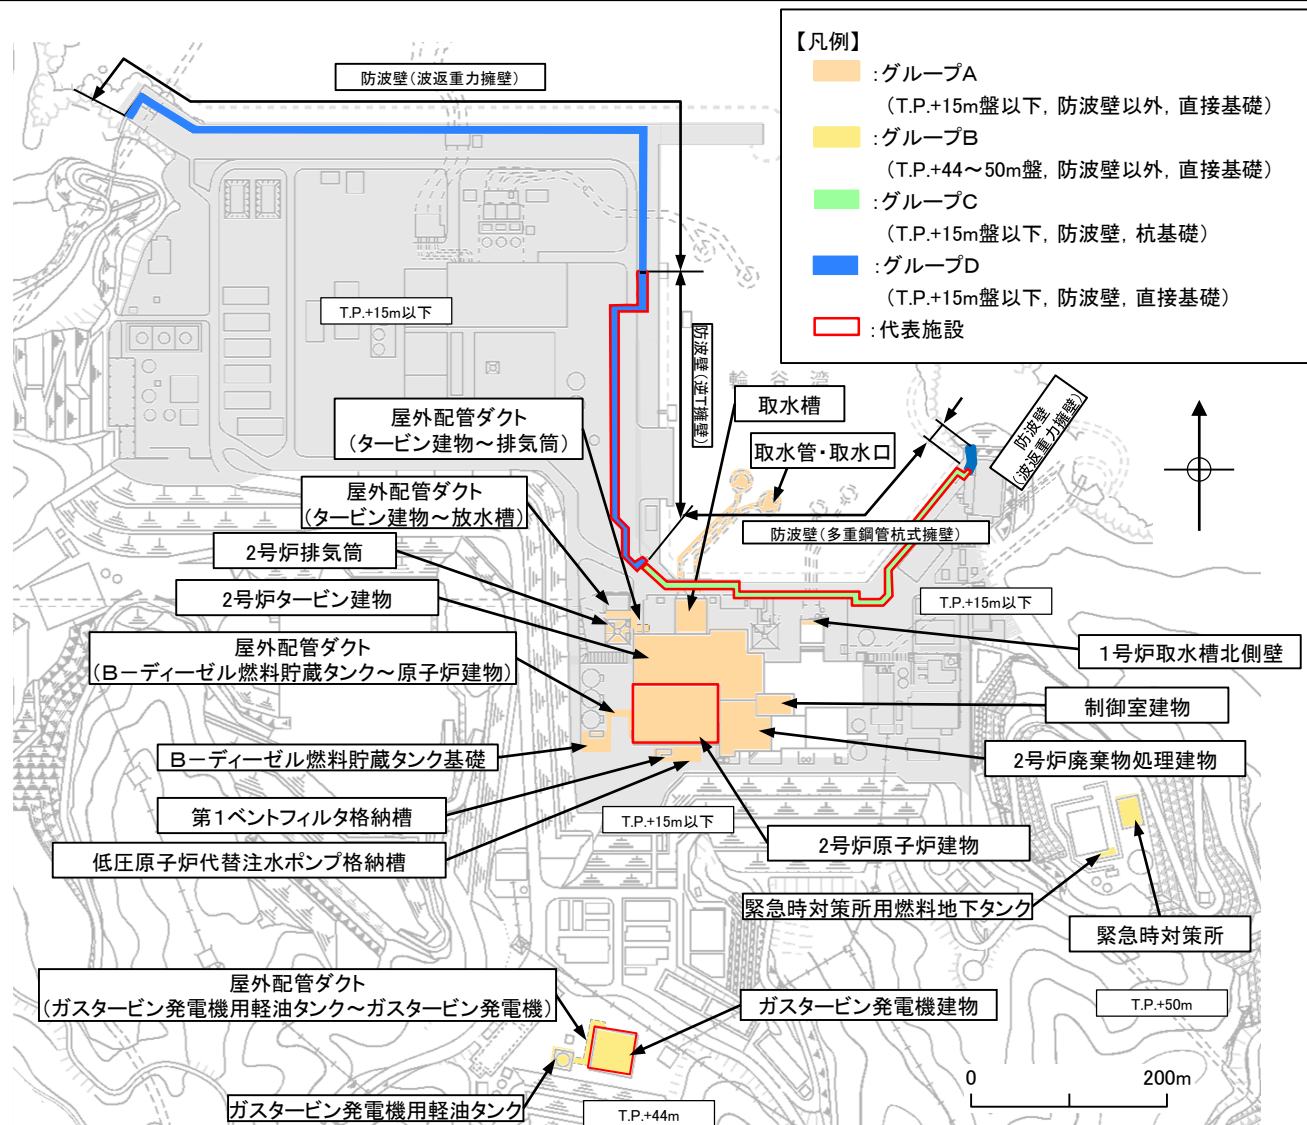 【凡例】
:グループA
(T.P.+15m盤以下, 防波壁以外, 直接基礎)
:グループB
(T.P.+44～50m盤, 防波壁以外, 直接基礎)
:グループC
(T.P.+15m盤以下, 防波壁, 杭基礎)
:グループD
(T.P.+15m盤以下, 防波壁, 直接基礎)
:代表施設
防波壁(波返重力擁壁)
T.P.+15m以下
防波壁(逆T擁壁)
輪谷湾
防波壁
(波返重力擁壁)
取水槽
屋外配管ダクト
(タービン建物～排気筒)
取水管・取水口
屋外配管ダクト
(タービン建物～放水槽)
防波壁(多重鋼管杭式擁壁)
2号炉排気筒
2号炉タービン建物
T.P.+15m以下
屋外配管ダクト
(B－ディーゼル燃料貯蔵タンク～原子炉建物)
1号炉取水槽北側壁
制御室建物
B－ディーゼル燃料貯蔵タンク基礎
2号炉廃棄物処理建物
第1ベントフィルタ格納槽
T.P.+15m以下
2号炉原子炉建物
低圧原子炉代替注水ポンプ格納槽
緊急時対策所用燃料地下タンク
緊急時対策所
屋外配管ダクト
(ガスタービン発電機用軽油タンク～ガスタービン発電機)
ガスタービン発電機建物
T.P.+50m
0
200m
ガスタービン発電機用軽油タンク
T.P.+44m